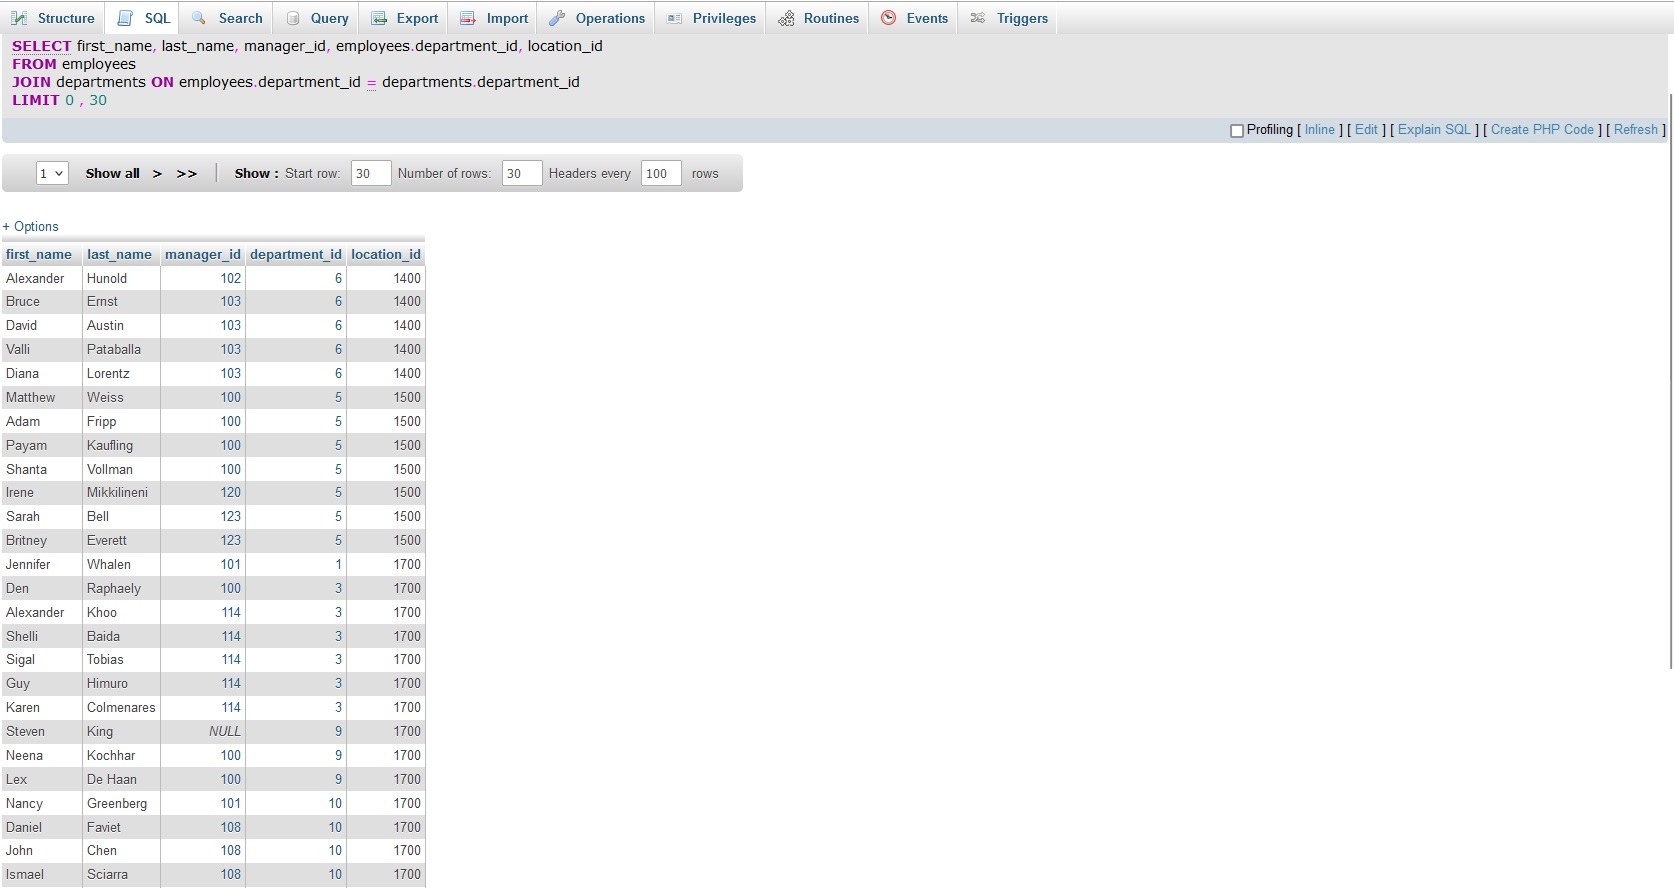 Structure SQL Search Query Export Import Operations Privileges Routines Events Triggers
SELECT first_name, last_name, manager_id, employees.department_id, location_id
FROM employees
JOIN departments ON employees.department_id = departments.department_id
LIMIT 0 , 30
Profiling [ Inline ] [ Edit ] [ Explain SQL ] [ Create PHP Code ] [ Refresh ]
1 Show all > >> Show : Start row: 30 Number of rows: 30 Headers every 100 rows
+ Options
first_name last_name manager_id department_id location_id
Alexander Hunold 102 6 1400
Bruce Ernst 103 6 1400
David Austin 103 6 1400
Valli Pataballa 103 6 1400
Diana Lorentz 103 6 1400
Matthew Weiss 100 5 1500
Adam Fripp 100 5 1500
Payam Kaufling 100 5 1500
Shanta Vollman 100 5 1500
Irene Mikkilineni 120 5 1500
Sarah Bell 123 5 1500
Britney Everett 123 5 1500
Jennifer Whalen 101 1 1700
Den Raphaely 100 3 1700
Alexander Khoo 114 3 1700
Shelli Baida 114 3 1700
Sigal Tobias 114 3 1700
Guy Himuro 114 3 1700
Karen Colmenares 114 3 1700
Steven King NULL 9 1700
Neena Kochhar 100 9 1700
Lex De Haan 100 9 1700
Nancy Greenberg 101 10 1700
Daniel Faviet 108 10 1700
John Chen 108 10 1700
Ismael Sciarra 108 10 1700